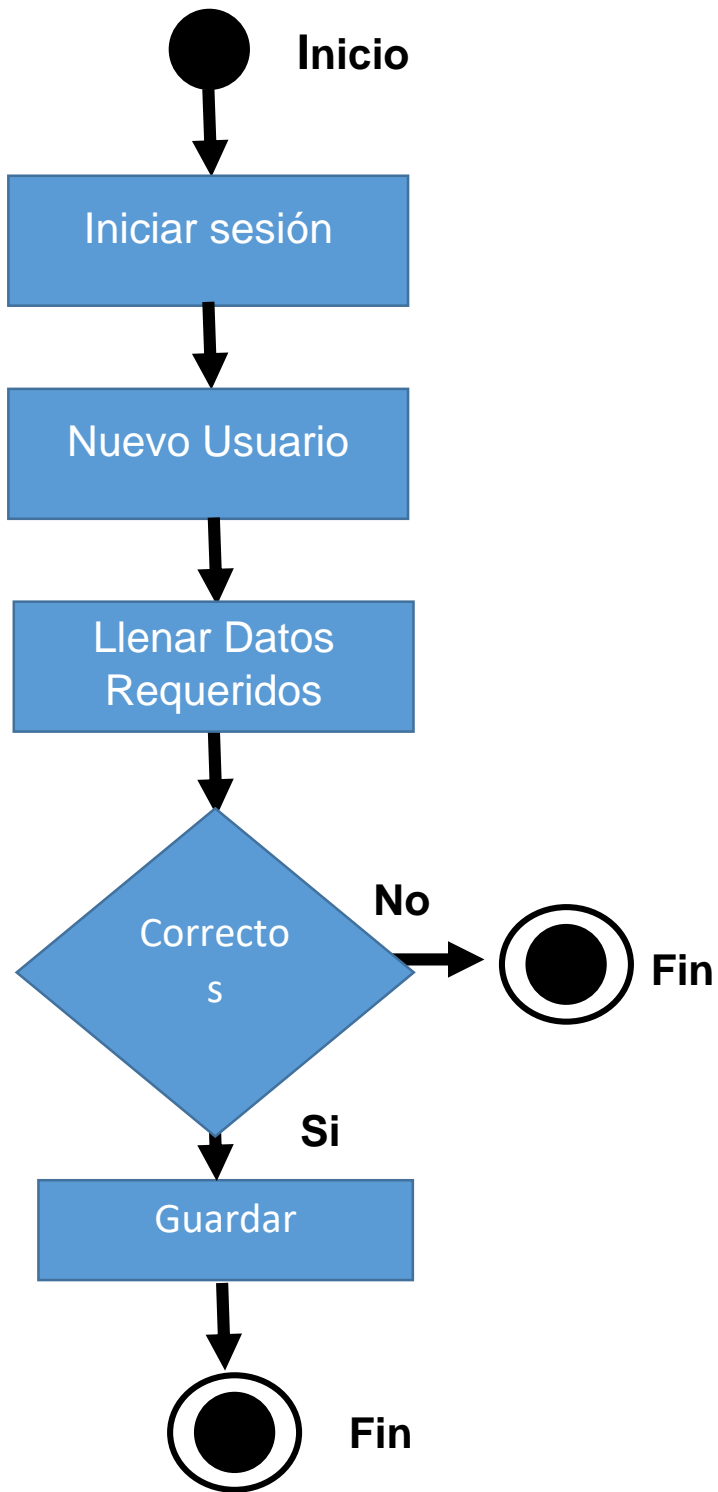 Inicio
Iniciar sesión
Nuevo Usuario
Llenar Datos
Requeridos
Correcto
s
No
Fin
Si
Guardar
Fin